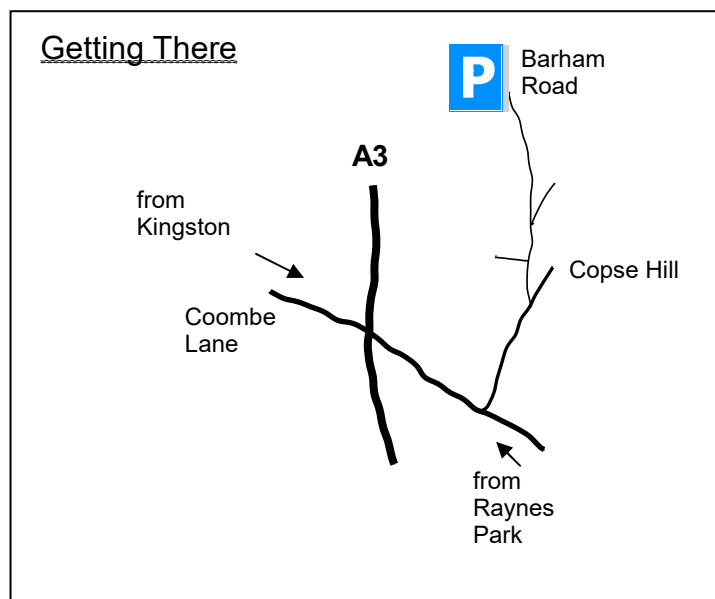 Getting There
P
Barham
Road
A3
from
Kingston
Copse Hill
Coombe
Lane
from
Raynes
Park